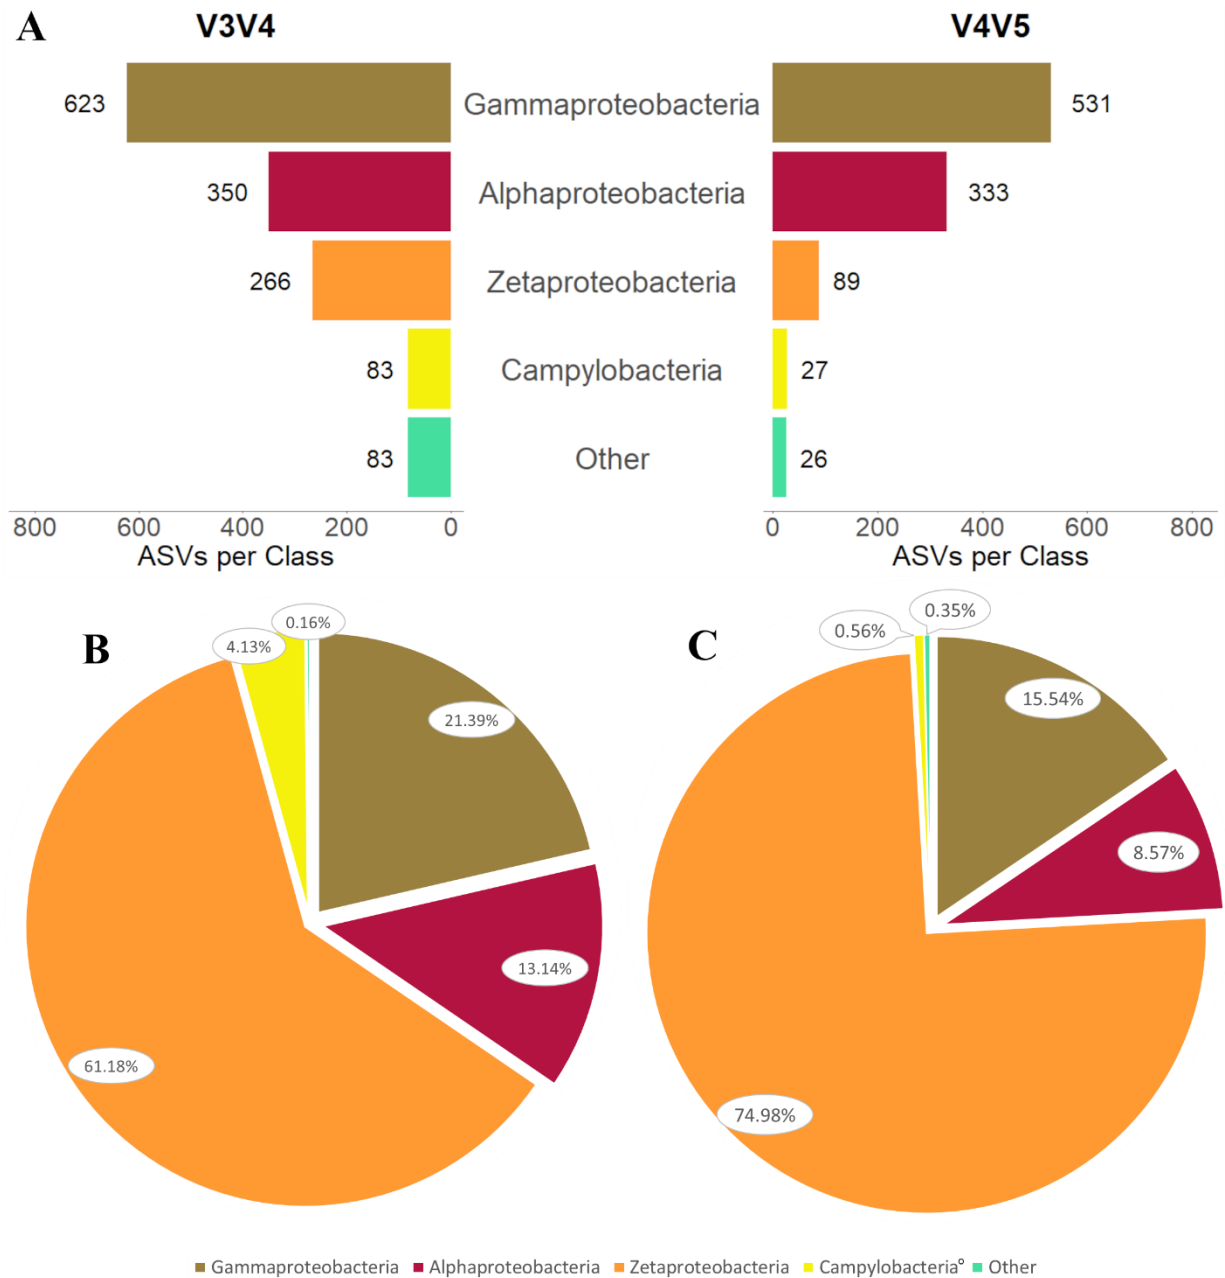 A
V3V4
V4V5
623 Gammaproteobacteria 531
350 Alphaproteobacteria 333
266 Zetaproteobacteria 89
83 Campylobacteria 27
83 Other 26
800 600 400 200 0
0 200 400 600 800
ASVs per Class
ASVs per Class
B
4.13%
0.16%
21.39%
13.14%
61.18%
C
0.56%
0.35%
15.54%
8.57%
74.98%
Gammaproteobacteria Alphaproteobacteria Zetaproteobacteria Campylobacteria° Other